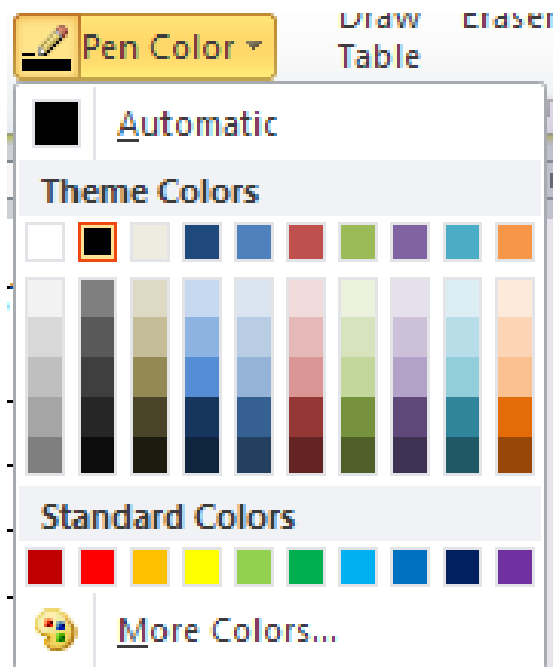 Pen Color
Draw
Table
Eraser
Automatic
Theme Colors
Standard Colors
More Colors...